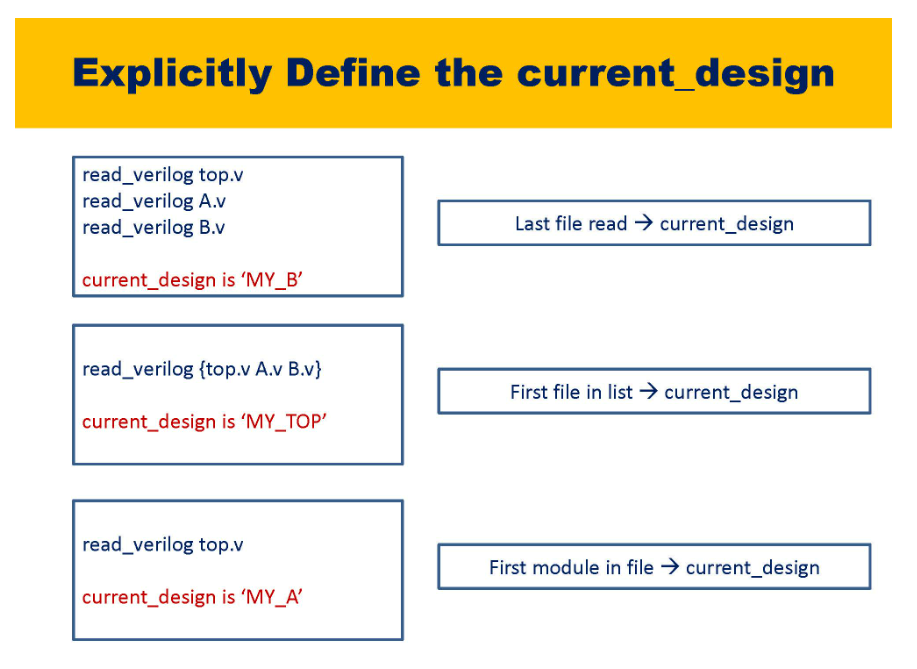 Explicitly Define the current_design
read_verilog top.v
read_verilog A.v
read_verilog B.v
current_design is ‘MY_B’
Last file read → current_design
read_verilog {top.v A.v B.v}
current_design is ‘MY_TOP’
First file in list → current_design
read_verilog top.v
current_design is ‘MY_A’
First module in file → current_design